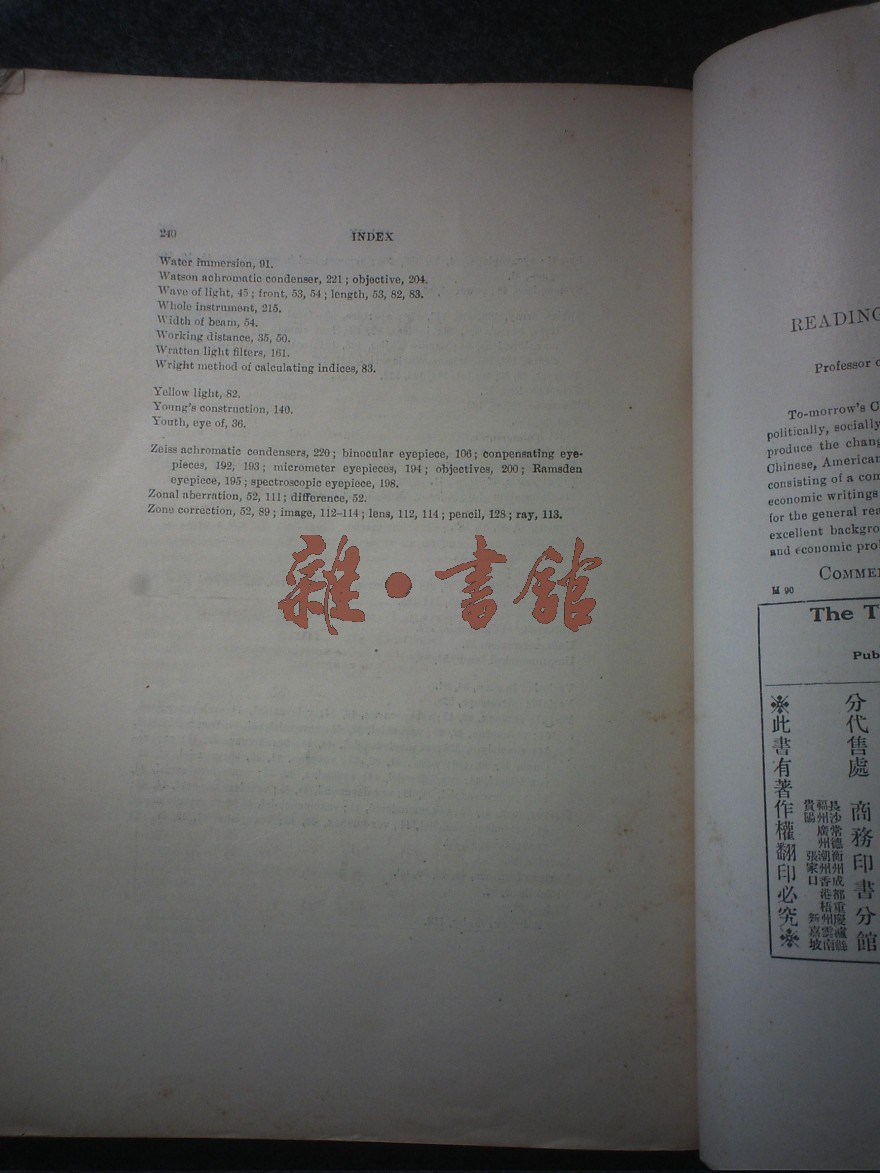 240
INDEX
Water immersion, 91.
Watson achromatic condenser, 221; objective, 204.
Wave of light, 45; front, 53, 54; length, 53, 82, 83.
Whole instrument, 215.
Width of beam, 54.
Working distance, 35, 50.
Wratten light filters, 161.
Wright method of calculating indices, 83.
Yellow light, 82.
Young's construction, 140.
Youth, eye of, 36.
Zeiss achromatic condensers, 220; binocular eyepiece, 106; conpensating eye-
pieces, 192, 193; micrometer eyepieces, 194; objectives, 200; Ramsden
eyepiece, 195; spectroscopic eyepiece, 198.
Zonal aberration, 52, 111; difference, 52.
Zone correction, 52, 89; image, 112-114; lens, 112, 114; pencil, 128; ray, 113.
雜·書館
READING
Professor
To-morrow's C
politically, socially
produce the chang
Chinese, American
consisting of a com
economic writings
for the general rea
excellent backgro
and economic pro
COMMER
M 90
The T
Pub
分代售處 商務印書分館
長沙常德衡州成都重慶瀘縣
福州廣州潮州香港梧州雲南
貴陽 張家口 新嘉坡
※此書有著作權翻印必究※